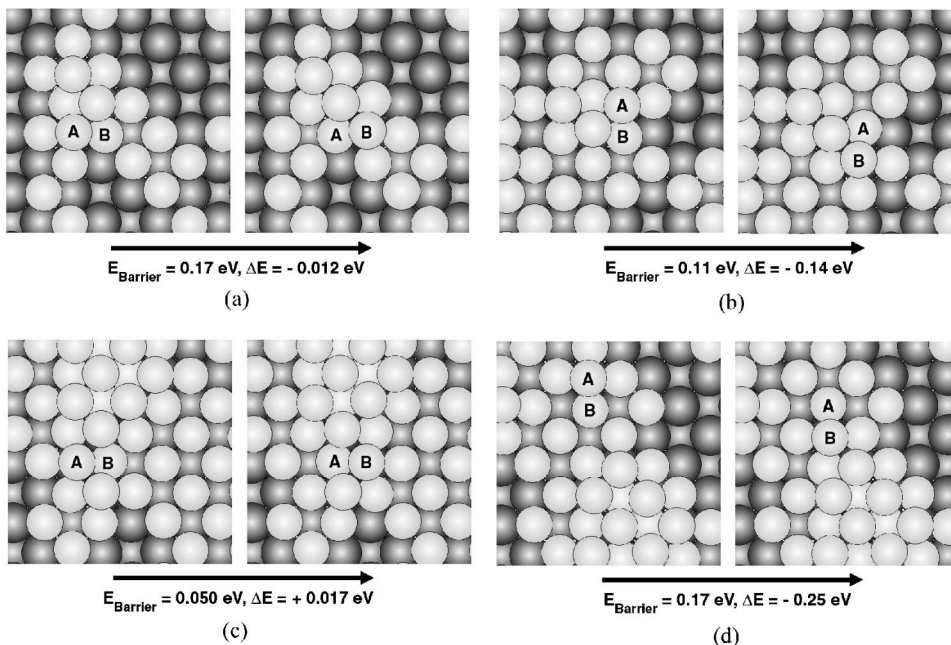 A
B
A
B
E_Barrier = 0.17 eV, ΔE = - 0.012 eV
(a)
A
B
A
B
E_Barrier = 0.11 eV, ΔE = - 0.14 eV
(b)
A B
A B
E_Barrier = 0.050 eV, ΔE = + 0.017 eV
(c)
A
B
A
B
E_Barrier = 0.17 eV, ΔE = - 0.25 eV
(d)